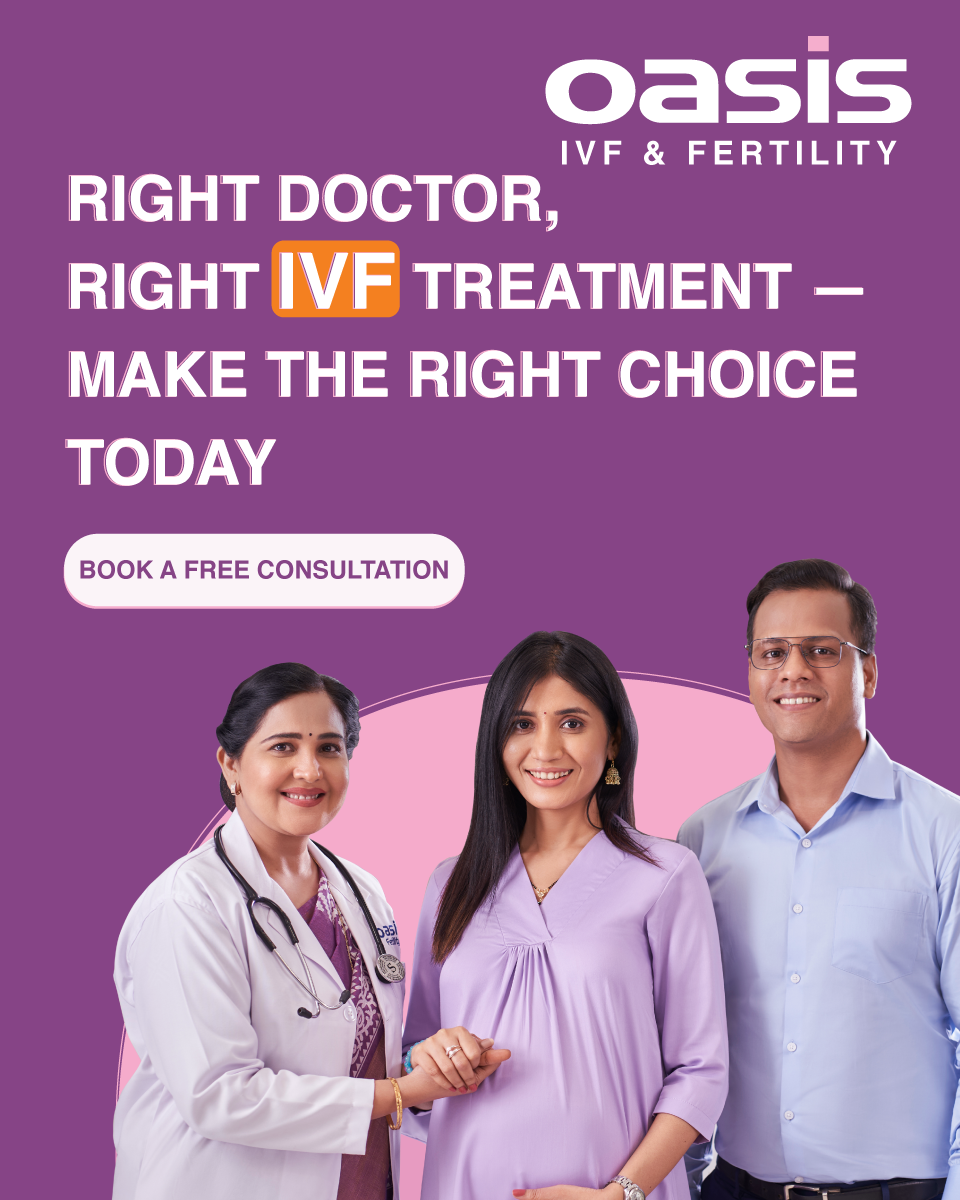 oasis
IVF & FERTILITY
RIGHT DOCTOR,
RIGHT IVF TREATMENT –
MAKE THE RIGHT CHOICE
TODAY
BOOK A FREE CONSULTATION